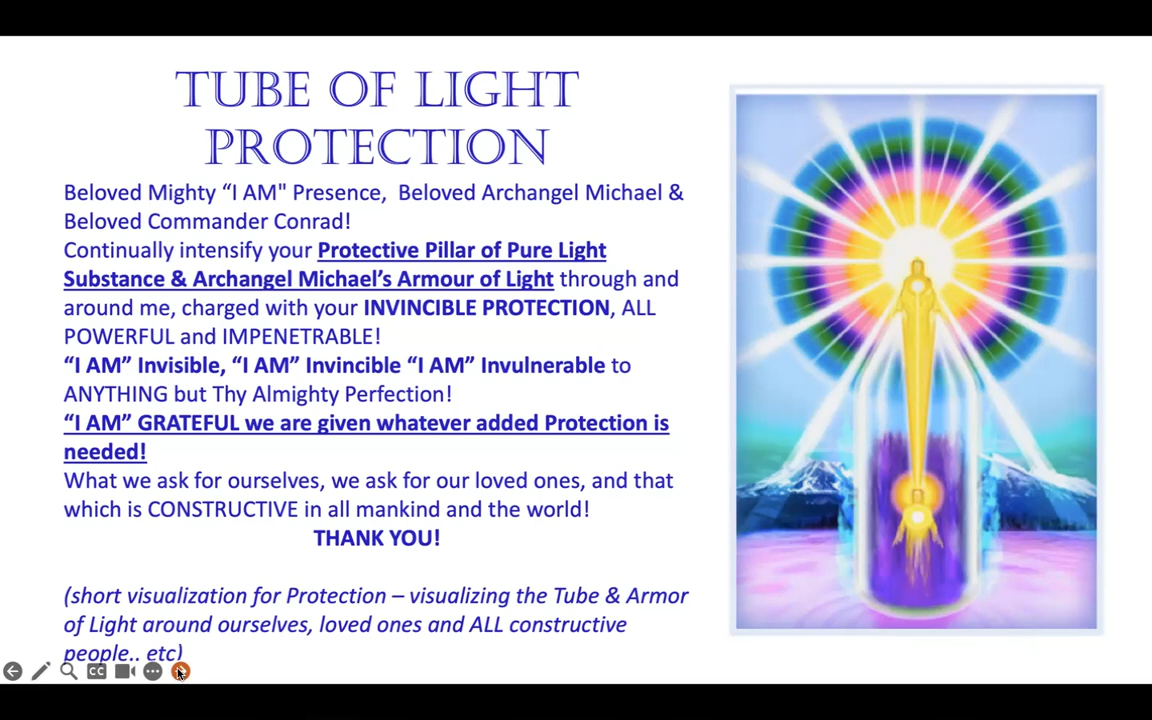 TUBE OF LIGHT
PROTECTION
Beloved Mighty “I AM" Presence,  Beloved Archangel Michael &
Beloved Commander Conrad!
Continually intensify your Protective Pillar of Pure Light
Substance & Archangel Michael’s Armour of Light through and
around me, charged with your INVINCIBLE PROTECTION, ALL
POWERFUL and IMPENETRABLE!
“I AM” Invisible, “I AM” Invincible “I AM” Invulnerable to
ANYTHING but Thy Almighty Perfection!
“I AM” GRATEFUL we are given whatever added Protection is
needed!
What we ask for ourselves, we ask for our loved ones, and that
which is CONSTRUCTIVE in all mankind and the world!
THANK YOU!
(short visualization for Protection – visualizing the Tube & Armor
of Light around ourselves, loved ones and ALL constructive
people.. etc)
CC